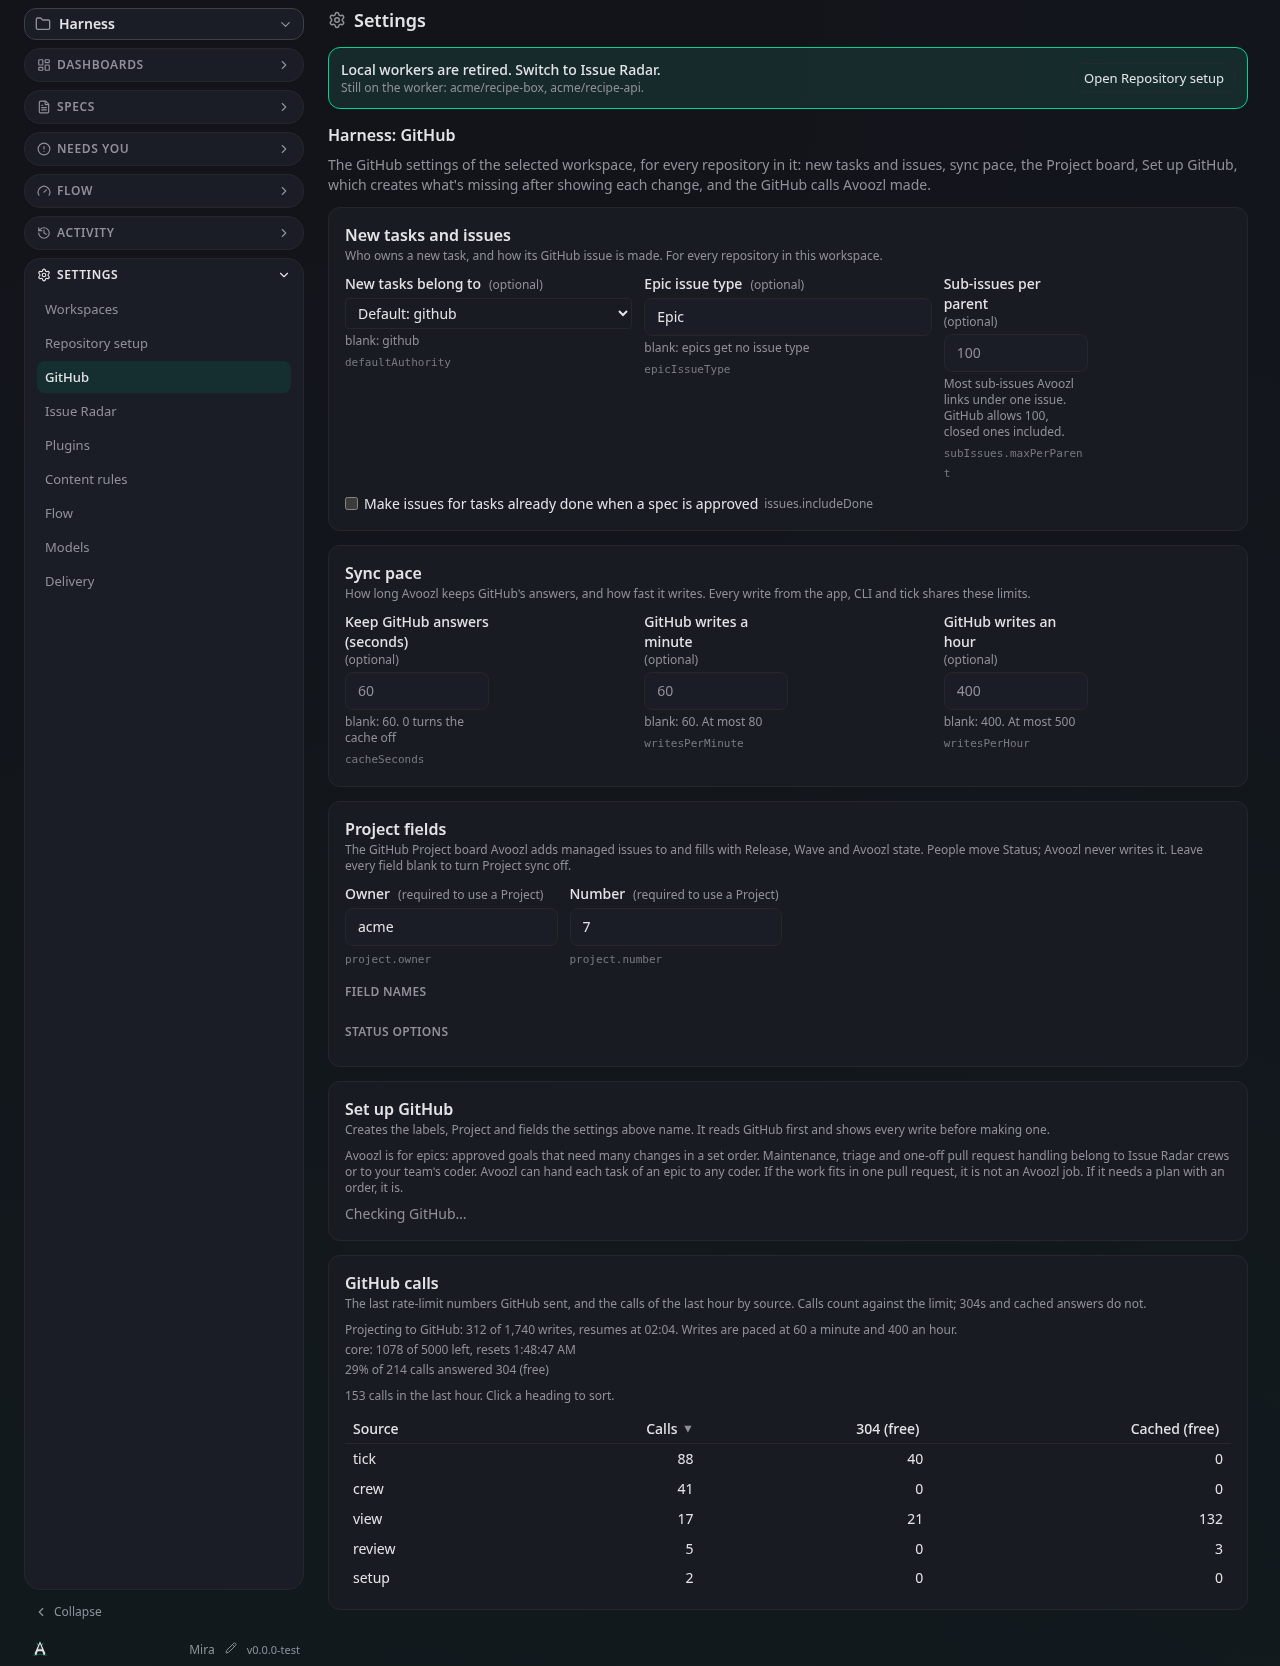 Harness
DASHBOARDS
SPECS
NEEDS YOU
FLOW
ACTIVITY
SETTINGS
Workspaces
Repository setup
GitHub
Issue Radar
Plugins
Content rules
Flow
Models
Delivery
Collapse
Mira
v0.0.0-test
Settings
Local workers are retired. Switch to Issue Radar.
Still on the worker: acme/recipe-box, acme/recipe-api.
Open Repository setup
Harness: GitHub
The GitHub settings of the selected workspace, for every repository in it: new tasks and issues, sync pace, the Project board, Set up GitHub,
which creates what's missing after showing each change, and the GitHub calls Avoozl made.
New tasks and issues
Who owns a new task, and how its GitHub issue is made. For every repository in this workspace.
New tasks belong to (optional)
Default: github
blank: github
defaultAuthority
Epic issue type (optional)
Epic
blank: epics get no issue type
epicIssueType
Sub-issues per
parent
(optional)
100
Most sub-issues Avoozl
links under one issue.
GitHub allows 100,
closed ones included.
subIssues.maxPerParen
t
Make issues for tasks already done when a spec is approved issues.includeDone
Sync pace
How long Avoozl keeps GitHub's answers, and how fast it writes. Every write from the app, CLI and tick shares these limits.
Keep GitHub answers
(seconds)
(optional)
60
blank: 60. 0 turns the
cache off
cacheSeconds
GitHub writes a
minute
(optional)
60
blank: 60. At most 80
writesPerMinute
GitHub writes an
hour
(optional)
400
blank: 400. At most 500
writesPerHour
Project fields
The GitHub Project board Avoozl adds managed issues to and fills with Release, Wave and Avoozl state. People move Status; Avoozl never writes it. Leave
every field blank to turn Project sync off.
Owner (required to use a Project)
acme
project.owner
Number (required to use a Project)
7
project.number
FIELD NAMES
STATUS OPTIONS
Set up GitHub
Creates the labels, Project and fields the settings above name. It reads GitHub first and shows every write before making one.
Avoozl is for epics: approved goals that need many changes in a set order. Maintenance, triage and one-off pull request handling belong to Issue Radar crews
or to your team's coder. Avoozl can hand each task of an epic to any coder. If the work fits in one pull request, it is not an Avoozl job. If it needs a plan with an
order, it is.
Checking GitHub…
GitHub calls
The last rate-limit numbers GitHub sent, and the calls of the last hour by source. Calls count against the limit; 304s and cached answers do not.
Projecting to GitHub: 312 of 1,740 writes, resumes at 02:04. Writes are paced at 60 a minute and 400 an hour.
core: 1078 of 5000 left, resets 1:48:47 AM
29% of 214 calls answered 304 (free)
153 calls in the last hour. Click a heading to sort.
Source Calls ▼ 304 (free) Cached (free)
tick 88 40 0
crew 41 0 0
view 17 21 132
review 5 0 3
setup 2 0 0